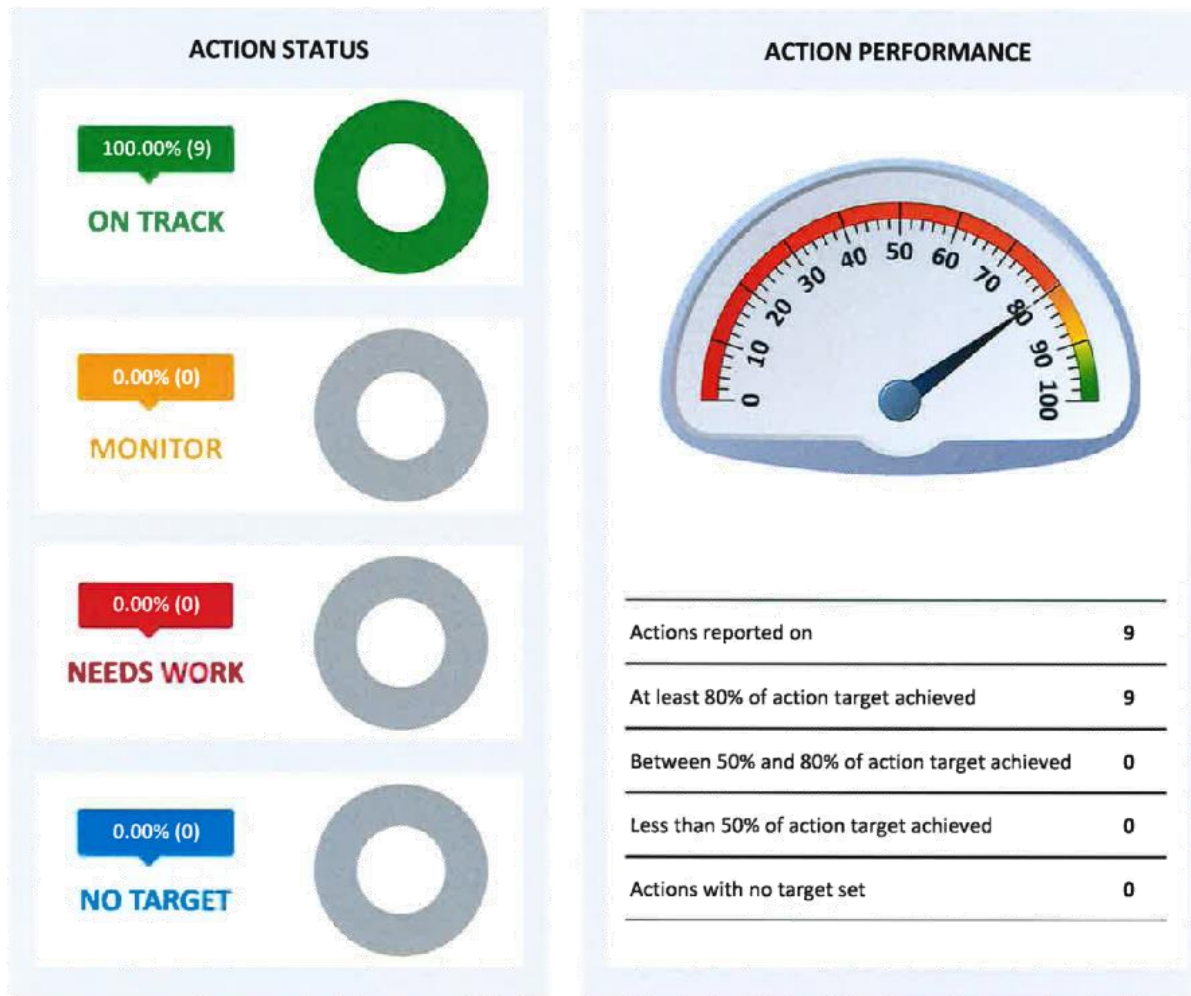 ACTION STATUS
100.00% (9)
ON TRACK
0.00% (0)
MONITOR
0.00% (0)
NEEDS WORK
0.00% (0)
NO TARGET
ACTION PERFORMANCE
0
10
20
30
40
50
60
70
80
90
100
Actions reported on 9
At least 80% of action target achieved 9
Between 50% and 80% of action target achieved 0
Less than 50% of action target achieved 0
Actions with no target set 0